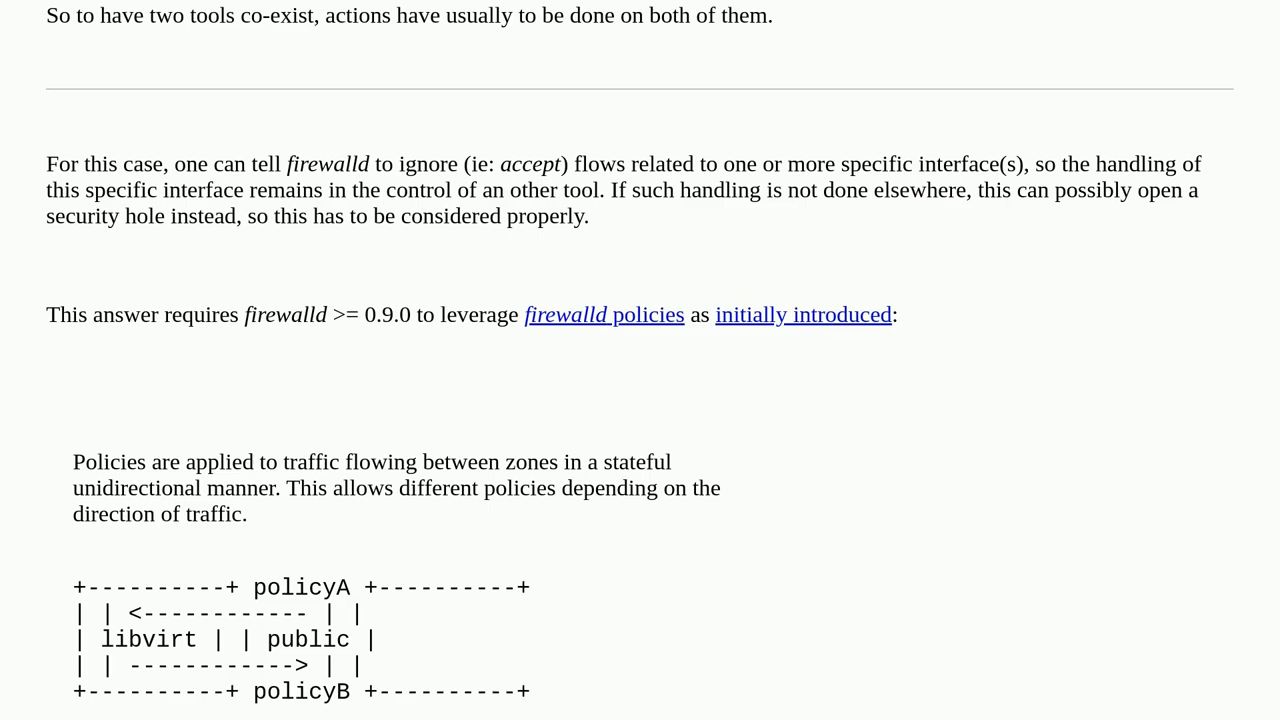 So to have two tools co-exist, actions have usually to be done on both of them.
For this case, one can tell firewalld to ignore (ie: accept) flows related to one or more specific interface(s), so the handling of
this specific interface remains in the control of an other tool. If such handling is not done elsewhere, this can possibly open a
security hole instead, so this has to be considered properly.
This answer requires firewalld >= 0.9.0 to leverage firewalld policies as initially introduced:
Policies are applied to traffic flowing between zones in a stateful
unidirectional manner. This allows different policies depending on the
direction of traffic.
+----------+ policyA +----------+
| | <------------ | |
| libvirt | | public |
| | ------------> | |
+----------+ policyB +----------+